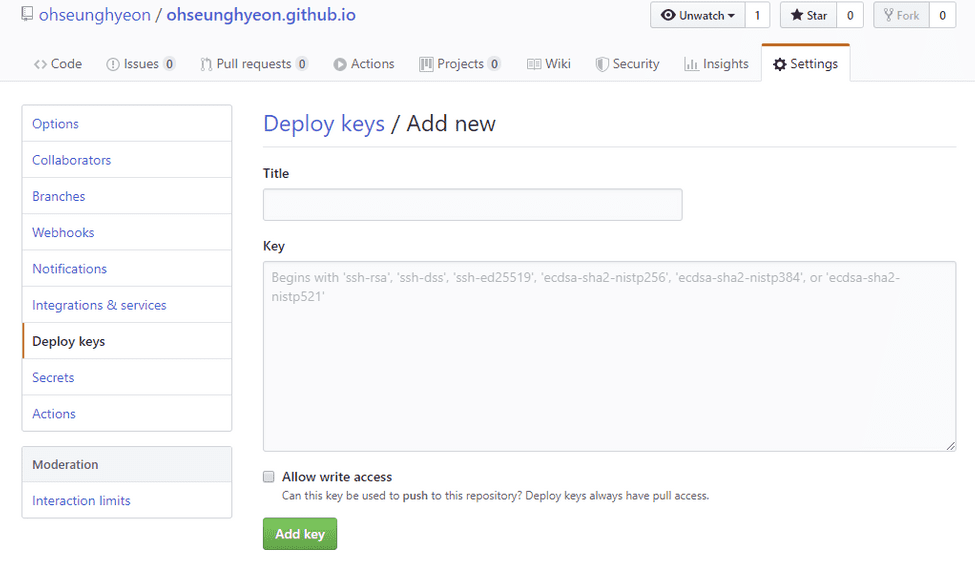 ohseunghyeon / ohseunghyeon.github.io
Unwatch 1 Star 0 Fork 0
Code Issues 0 Pull requests 0 Actions Projects 0 Wiki Security Insights Settings
Options
Collaborators
Branches
Webhooks
Notifications
Integrations & services
Deploy keys
Secrets
Actions
Moderation
Interaction limits
Deploy keys / Add new
Title
Key
Begins with 'ssh-rsa', 'ssh-dss', 'ssh-ed25519', 'ecdsa-sha2-nistp256', 'ecdsa-sha2-nistp384', or 'ecdsa-sha2-
nistp521'
Allow write access
Can this key be used to push to this repository? Deploy keys always have pull access.
Add key